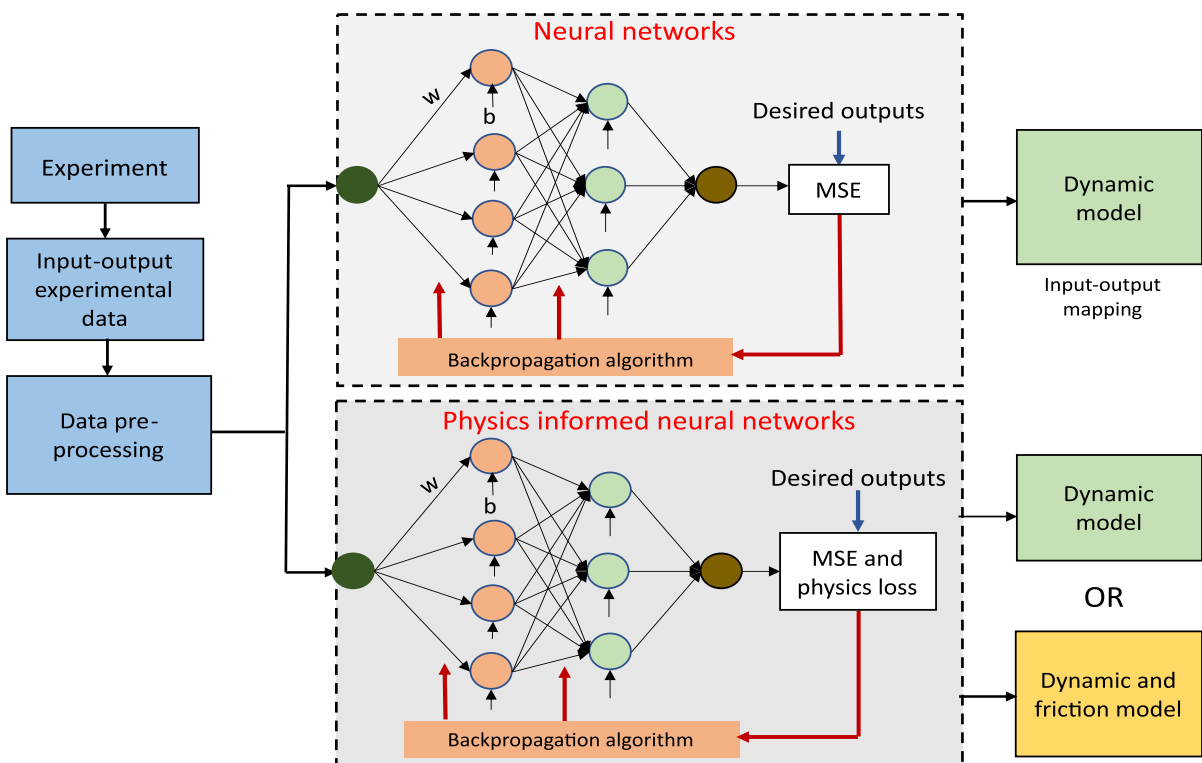 Experiment
Input-output
experimental
data
Data pre-
processing
Neural networks
w
b
Desired outputs
MSE
Backpropagation algorithm
Dynamic
model
Input-output
mapping
Physics informed neural networks
w
b
Desired outputs
MSE and
physics loss
Backpropagation algorithm
Dynamic
model
OR
Dynamic and
friction model